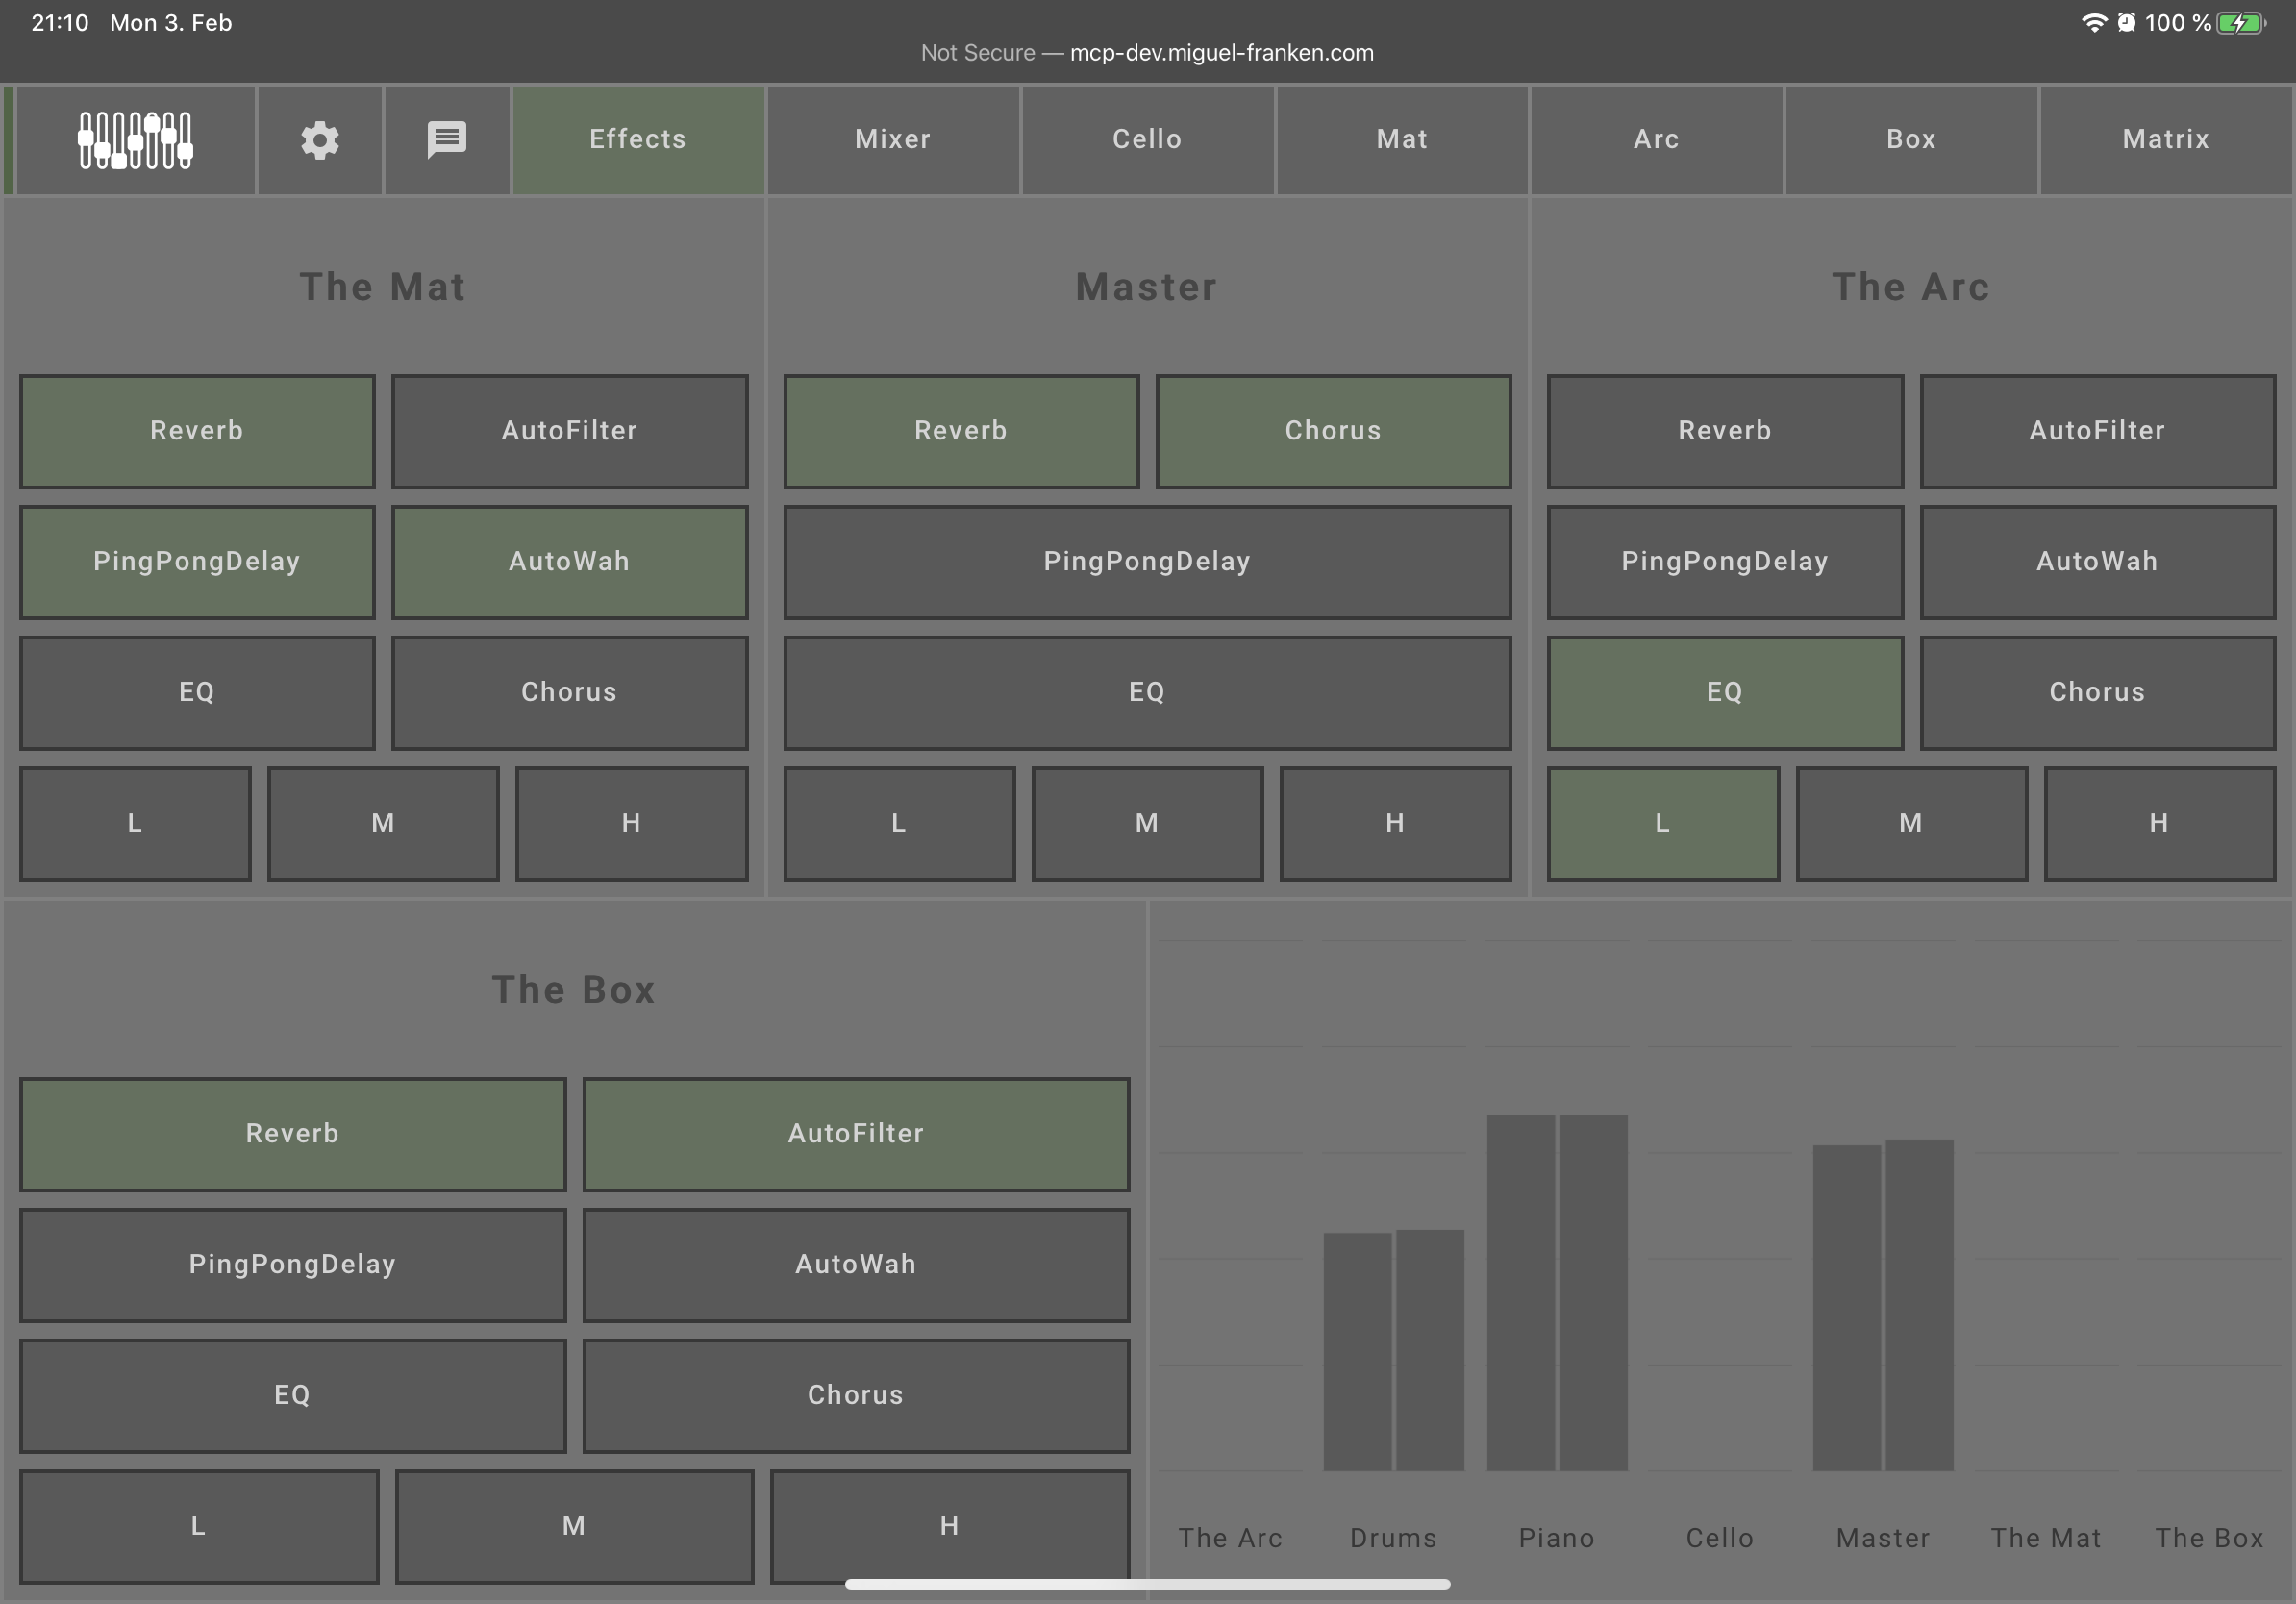 21:10 Mon 3. Feb
100 %
Not Secure — mcp-dev.miguel-franken.com
Effects Mixer Cello Mat Arc Box Matrix
The Mat
Reverb AutoFilter
PingPongDelay AutoWah
EQ Chorus
L M H
Master
Reverb Chorus
PingPongDelay
EQ
L M H
The Arc
Reverb AutoFilter
PingPongDelay AutoWah
EQ Chorus
L M H
The Box
Reverb AutoFilter
PingPongDelay AutoWah
EQ Chorus
L M H
The Arc Drums Piano Cello Master The Mat The Box